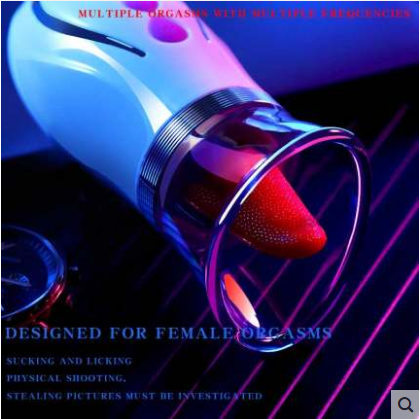 MULTIPLE ORGASMS WITH MULTIPLE FREQUENCIES
DESIGNED FOR FEMALE ORGASMS
SUCKING AND LICKING
PHYSICAL SHOOTING,
STEALING PICTURES MUST BE INVESTIGATED